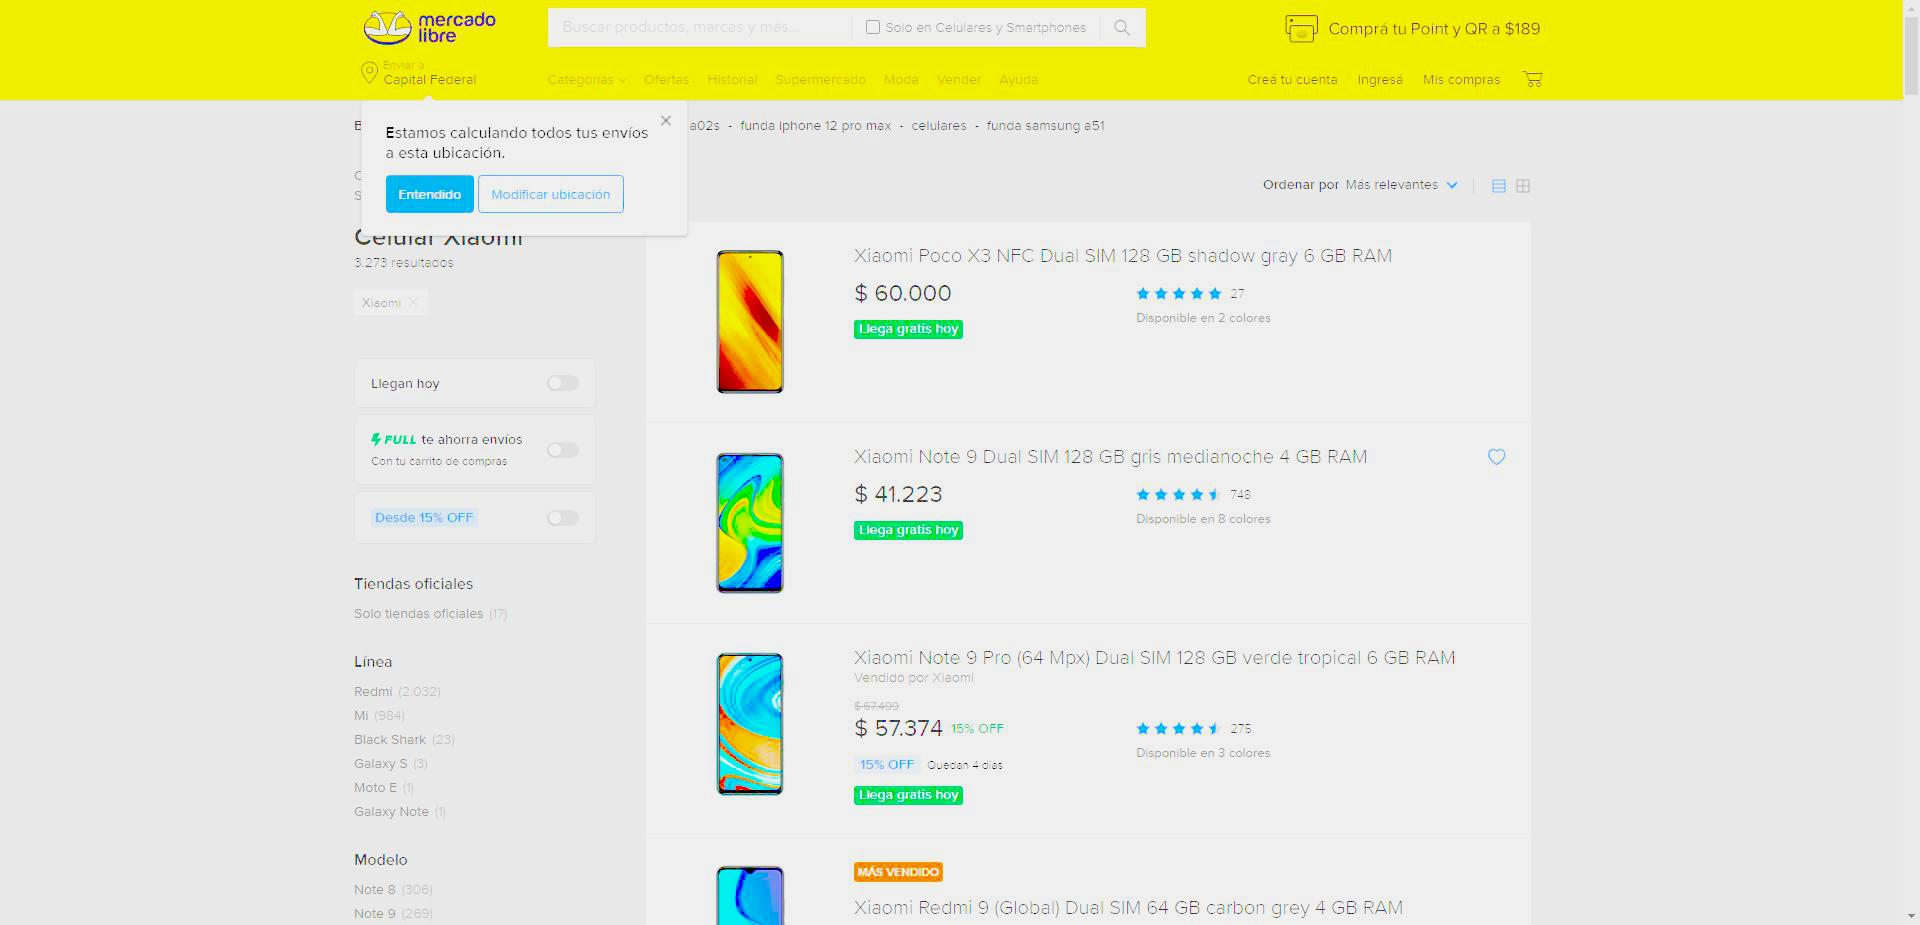 mercado
libre
Buscar productos, marcas y más...
Solo en Celulares y Smartphones
Comprá tu Point y QR a $189
Enviar a
Capital Federal
Categorías
Ofertas
Historial
Supermercado
Moda
Vender
Ayuda
Creá tu cuenta
Ingresá
Mis compras
a02s - funda iphone 12 pro max - celulares - funda samsung a51
Estamos calculando todos tus envíos
a esta ubicación.
Entendido
Modificar ubicación
Ordenar por Más relevantes
Celular Xiaomi
3.273 resultados
Xiaomi
Llegan hoy
FULL te ahorra envíos
Con tu carrito de compras
Desde 15% OFF
Tiendas oficiales
Solo tiendas oficiales (17)
Línea
Redmi (2.032)
Mi (984)
Black Shark (23)
Galaxy S (3)
Moto E (1)
Galaxy Note (1)
Modelo
Note 8 (306)
Note 9 (269)
Xiaomi Poco X3 NFC Dual SIM 128 GB shadow gray 6 GB RAM
$ 60.000
27
Disponible en 2 colores
Llega gratis hoy
Xiaomi Note 9 Dual SIM 128 GB gris medianoche 4 GB RAM
$ 41.223
748
Disponible en 8 colores
Llega gratis hoy
Xiaomi Note 9 Pro (64 Mpx) Dual SIM 128 GB verde tropical 6 GB RAM
Vendido por Xiaomi
$ 67.499
$ 57.374 15% OFF
275
Disponible en 3 colores
15% OFF Quedan 4 días
Llega gratis hoy
MÁS VENDIDO
Xiaomi Redmi 9 (Global) Dual SIM 64 GB carbon grey 4 GB RAM